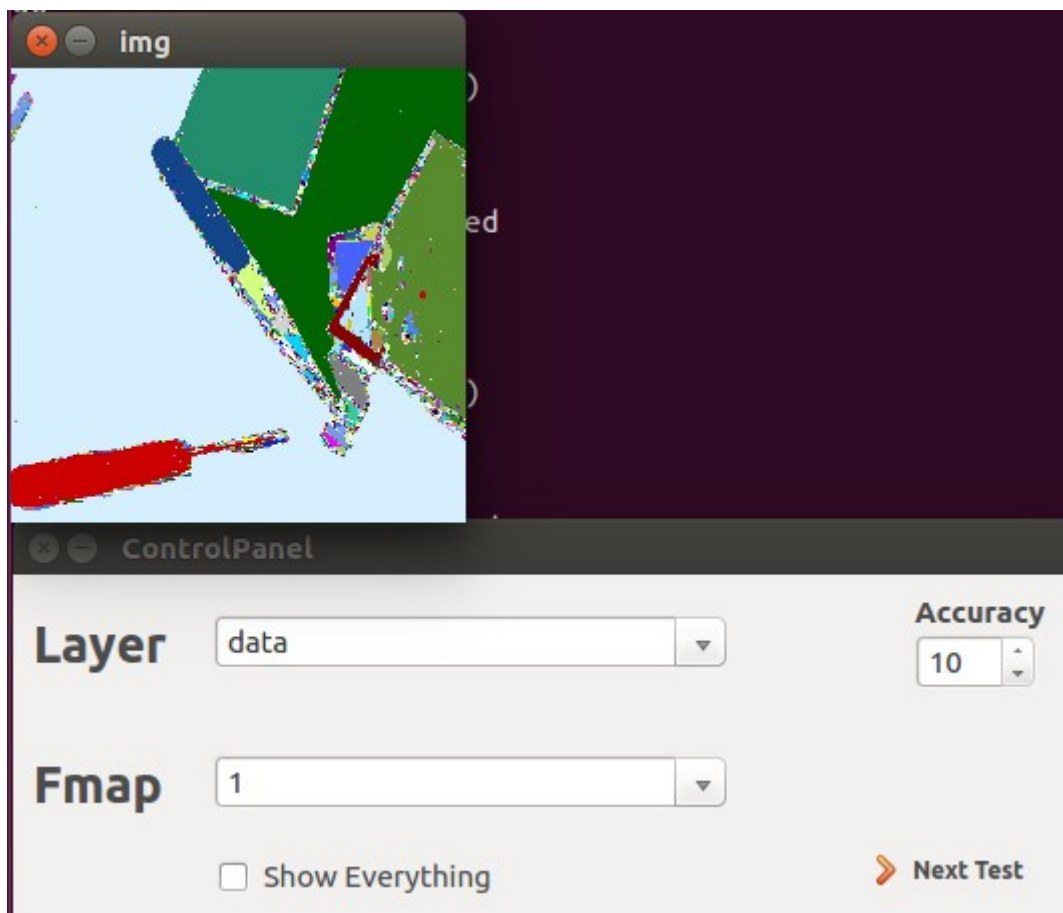 img
)
ed
)
ControlPanel
Layer
data
Accuracy
10
Fmap
1
Show Everything
Next Test